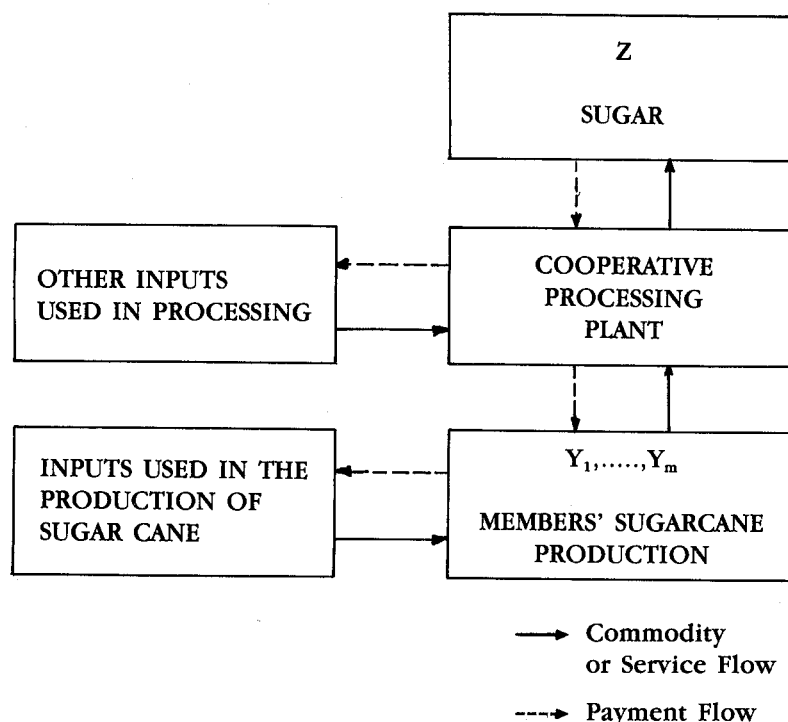 Z
SUGAR
OTHER INPUTS
USED IN PROCESSING
COOPERATIVE
PROCESSING
PLANT
INPUTS USED IN THE
PRODUCTION OF
SUGAR CANE
Y₁,.....,Yₘ
MEMBERS' SUGARCANE
PRODUCTION
Commodity
or Service Flow
Payment Flow